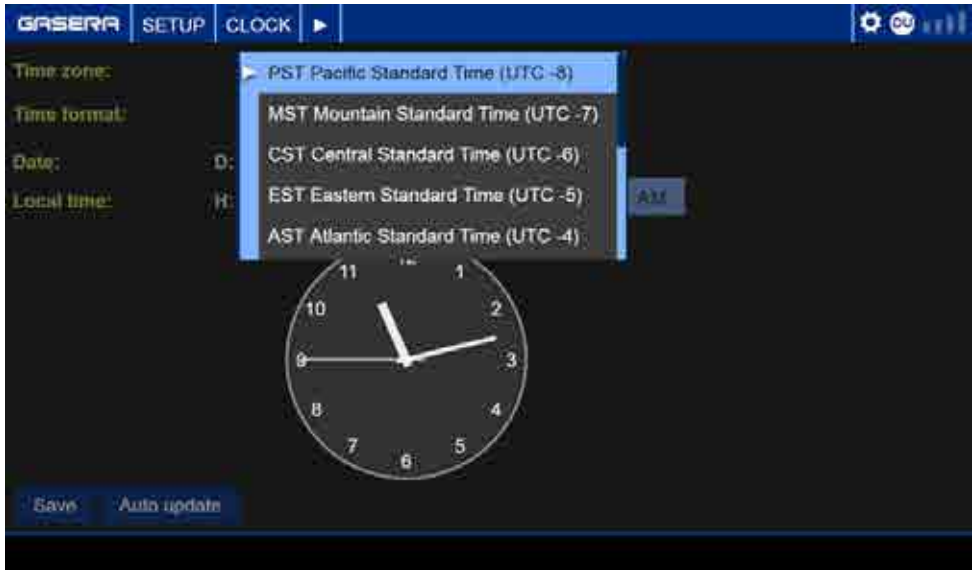 GASERA SETUP CLOCK
OU
Time zone:
PST Pacific Standard Time (UTC -8)
MST Mountain Standard Time (UTC -7)
Time format:
CST Central Standard Time (UTC -6)
Date: D:
EST Eastern Standard Time (UTC -5)
Local time: H: AM
AST Atlantic Standard Time (UTC -4)
11
1
10
2
9
3
8
4
7
5
6
Save Auto update